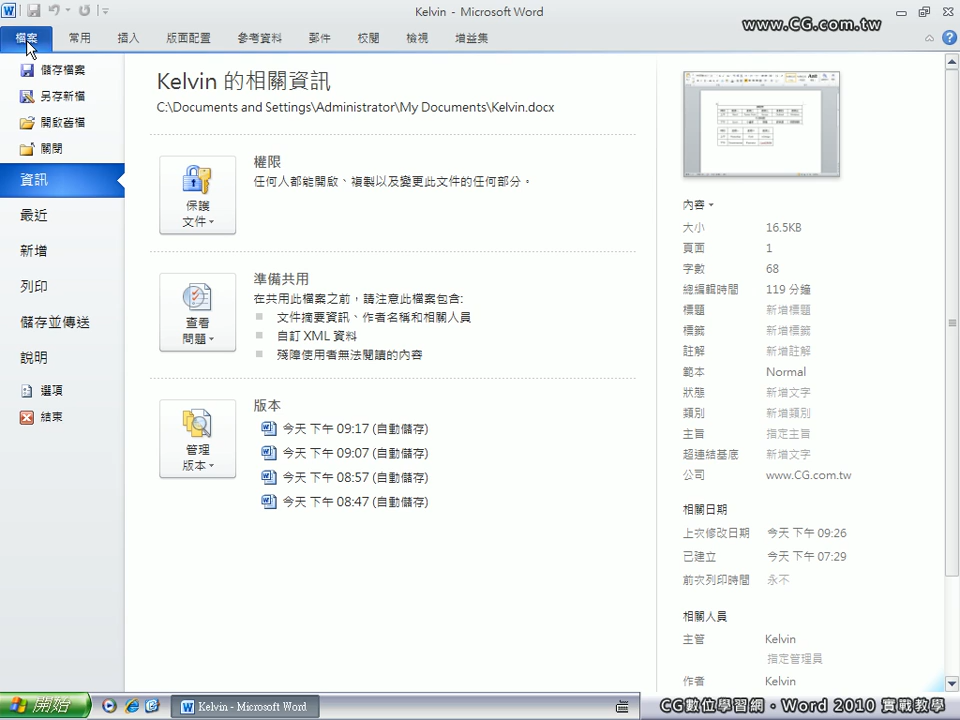 Kelvin - Microsoft Word
www.CG.com.tw
檔案 常用 插入 版面配置 參考資料 郵件 校閱 檢視 增益集
儲存檔案
另存新檔
開啟舊檔
關閉
資訊
最近
新增
列印
儲存並傳送
說明
選項
結束
Kelvin 的相關資訊
C:\Documents and Settings\Administrator\My Documents\Kelvin.docx
保護
文件
權限
任何人都能開啟、複製以及變更此文件的任何部分。
查看
問題
準備共用
在共用此檔案之前，請注意此檔案包含:
文件摘要資訊、作者名稱和相關人員
自訂 XML 資料
殘障使用者無法閱讀的內容
管理
版本
版本
今天 下午 09:17 (自動儲存)
今天 下午 09:07 (自動儲存)
今天 下午 08:57 (自動儲存)
今天 下午 08:47 (自動儲存)
內容
大小 16.5KB
頁面 1
字數 68
總編輯時間 119 分鐘
標題 新增標題
標籤 新增標籤
註解 新增註解
範本 Normal
狀態 新增文字
類別 新增類別
主旨 指定主旨
超連結基底 新增文字
公司 www.CG.com.tw
相關日期
上次修改日期 今天 下午 09:26
已建立 今天 下午 07:29
前次列印時間 永不
相關人員
主管 Kelvin
指定管理員
作者 Kelvin
開始
Kelvin - Microsoft Word
CG數位學習網・Word 2010 實戰教學